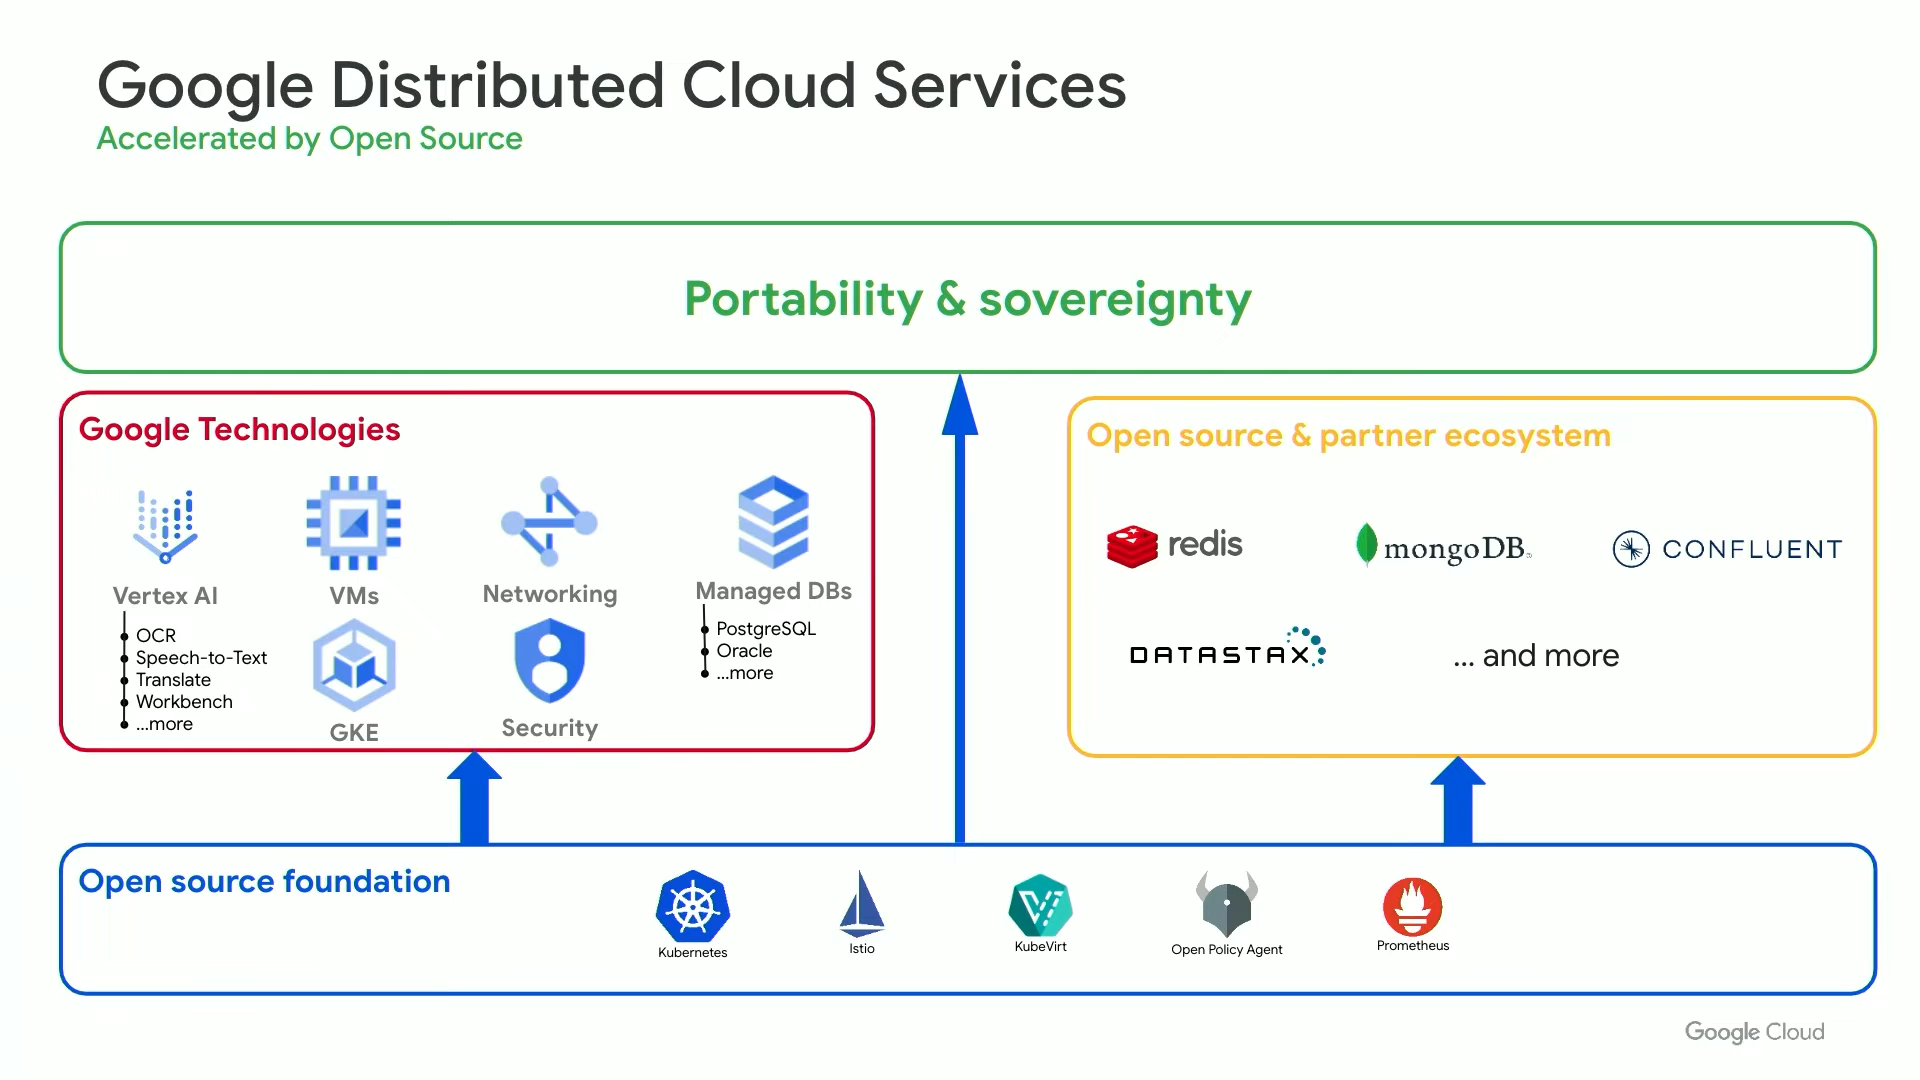 Google Distributed Cloud Services
Accelerated by Open Source
Portability & sovereignty
Google Technologies
Vertex AI
OCR
Speech-to-Text
Translate
Workbench
...more
VMs
GKE
Networking
Security
Managed DBs
PostgreSQL
Oracle
...more
Open source & partner ecosystem
redis
mongoDB
CONFLUENT
DATASTAX
... and more
Open source foundation
Kubernetes
Istio
KubeVirt
Open Policy Agent
Prometheus
Google Cloud